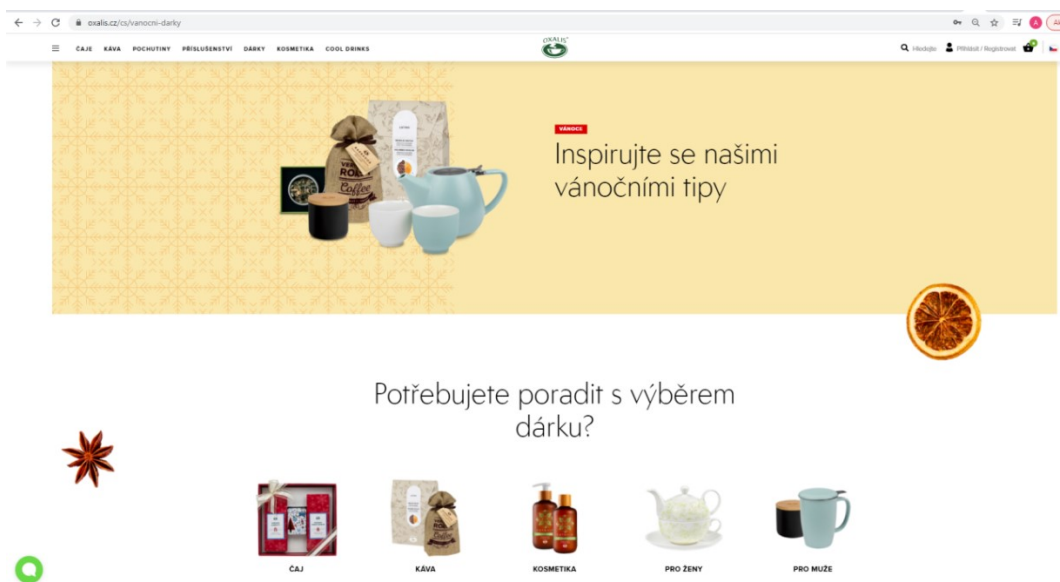 oxalis.cz/cs/vanocni-darky
ČAJE KÁVA POCHUTINY PŘÍSLUŠENSTVÍ DÁRKY KOSMETIKA COOL DRINKS
OXALIS
Hledejte Přihlásit / Registrovat
VÁNOCE
Inspirujte se našimi
vánočními tipy
Coffee
Potřebujete poradit s výběrem
dárku?
ČAJ KÁVA KOSMETIKA PRO ŽENY PRO MUŽE